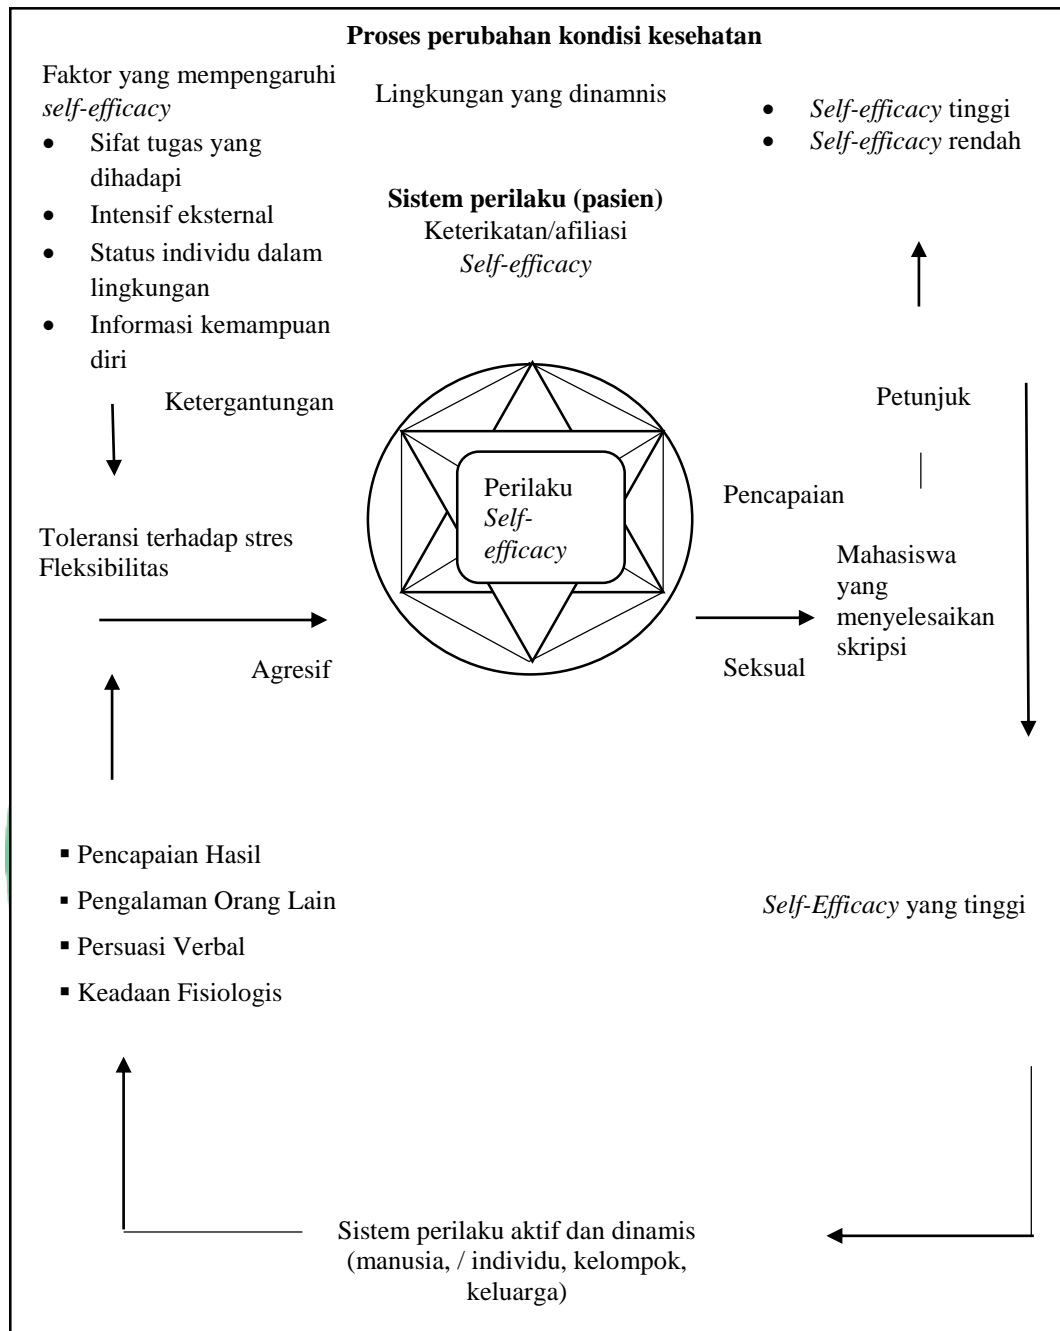 Proses perubahan kondisi kesehatan
Faktor yang mempengaruhi
self-efficacy
• Sifat tugas yang
dihadapi
• Intensif eksternal
• Status individu dalam
lingkungan
• Informasi kemampuan
diri
Lingkungan yang dinamnis
• Self-efficacy tinggi
• Self-efficacy rendah
Sistem perilaku (pasien)
Keterikatan/afiliasi
Self-efficacy
Ketergantungan
Petunjuk
Perilaku
Self-
efficacy
Pencapaian
Toleransi terhadap stres
Fleksibilitas
Mahasiswa
yang
menyelesaikan
skripsi
Agresif
Seksual
▪ Pencapaian Hasil
▪ Pengalaman Orang Lain
▪ Persuasi Verbal
▪ Keadaan Fisiologis
Self-Efficacy yang tinggi
Sistem perilaku aktif dan dinamis
(manusia, / individu, kelompok,
keluarga)